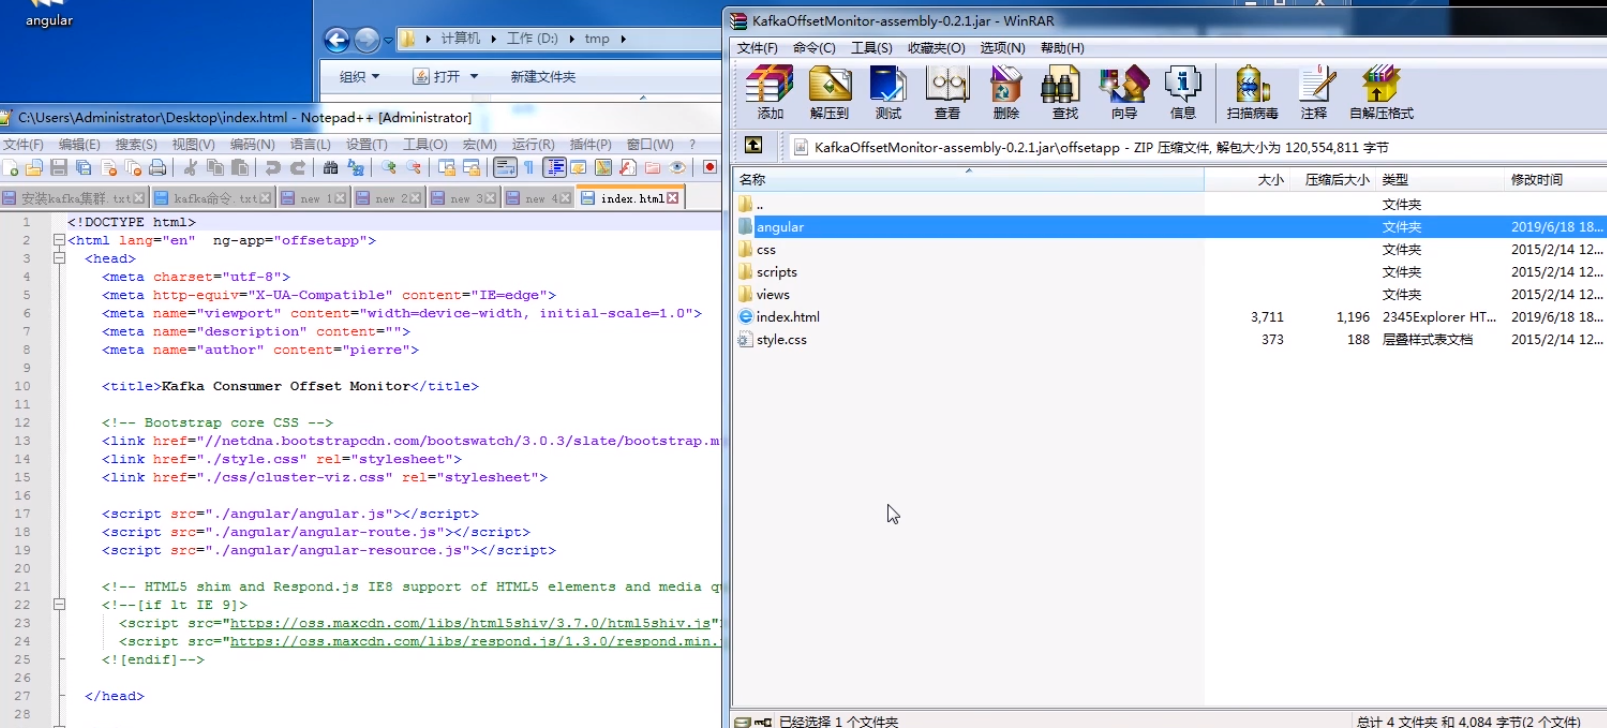 angular
计算机 工作 (D:) tmp
组织 打开 新建文件夹
C:\Users\Administrator\Desktop\index.html - Notepad++ [Administrator]
文件(F) 编辑(E) 搜索(S) 视图(V) 编码(N) 语言(L) 设置(T) 工具(O) 宏(M) 运行(R) 插件(P) 窗口(W) ?
安装kafka集群.txt kafka命令.txt new 1 new 2 new 3 new 4 index.html
1 <!DOCTYPE html>
2 <html lang="en" ng-app="offsetapp">
3 <head>
4 <meta charset="utf-8">
5 <meta http-equiv="X-UA-Compatible" content="IE=edge">
6 <meta name="viewport" content="width=device-width, initial-scale=1.0">
7 <meta name="description" content="">
8 <meta name="author" content="pierre">
9
10 <title>Kafka Consumer Offset Monitor</title>
11
12 <!-- Bootstrap core CSS -->
13 <link href="//netdna.bootstrapcdn.com/bootswatch/3.0.3/slate/bootstrap.m
14 <link href="./style.css" rel="stylesheet">
15 <link href="./css/cluster-viz.css" rel="stylesheet">
16
17 <script src="./angular/angular.js"></script>
18 <script src="./angular/angular-route.js"></script>
19 <script src="./angular/angular-resource.js"></script>
20
21 <!-- HTML5 shim and Respond.js IE8 support of HTML5 elements and media qu
22 <!--[if lt IE 9]>
23 <script src="https://oss.maxcdn.com/libs/html5shiv/3.7.0/html5shiv.js"
24 <script src="https://oss.maxcdn.com/libs/respond.js/1.3.0/respond.min.
25 <![endif]-->
26
27 </head>
28
KafkaOffsetMonitor-assembly-0.2.1.jar - WinRAR
文件(F) 命令(C) 工具(S) 收藏夹(O) 选项(N) 帮助(H)
添加 解压到 测试 查看 删除 查找 向导 信息 扫描病毒 注释 自解压格式
KafkaOffsetMonitor-assembly-0.2.1.jar\offsetapp - ZIP 压缩文件, 解包大小为 120,554,811 字节
名称 大小 压缩后大小 类型 修改时间
.. 文件夹
angular 文件夹 2019/6/18 18...
css 文件夹 2015/2/14 12...
scripts 文件夹 2015/2/14 12...
views 文件夹 2015/2/14 12...
index.html 3,711 1,196 2345Explorer HT... 2019/6/18 18...
style.css 373 188 层叠样式表文档 2015/2/14 12...
已经选择 1 个文件夹 总计 4 文件夹 和 4,084 字节(2 个文件)